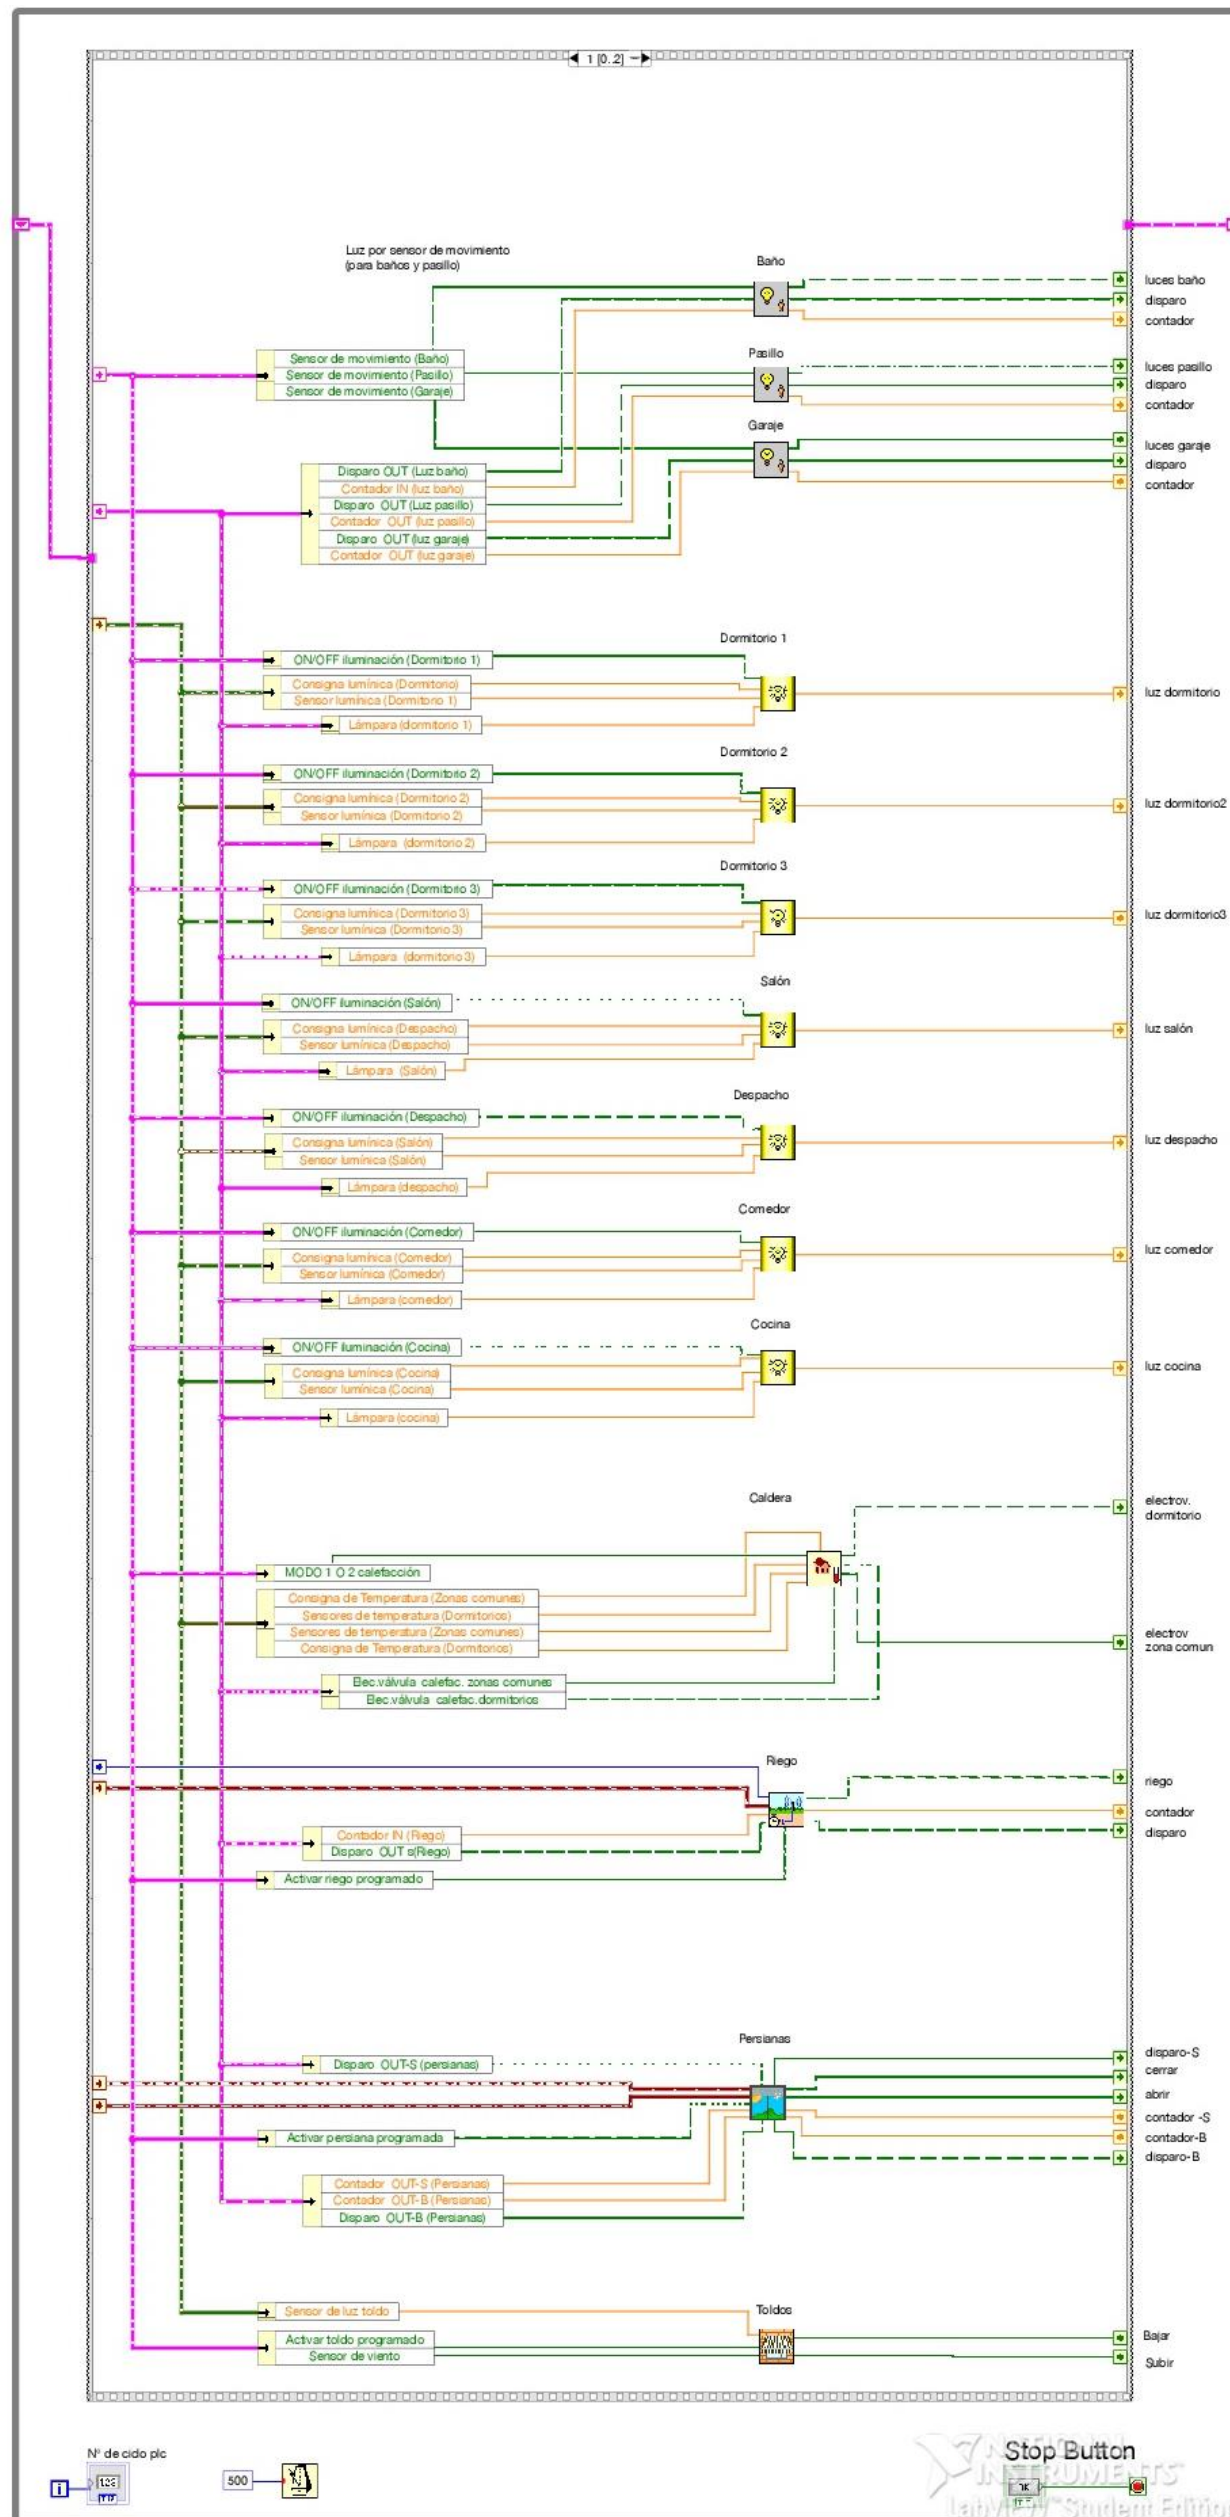 1 [0..2]
Luz por sensor de movimiento
(para baños y pasillo)
Baño
luces baño
disparo
contador
Sensor de movimiento (Baño)
Sensor de movimiento (Pasillo)
Sensor de movimiento (Garaje)
Pasillo
luces pasillo
disparo
contador
Garaje
luces garaje
disparo
contador
Disparo OUT (Luz baño)
Contador IN (luz baño)
Disparo OUT (Luz pasillo)
Contador OUT (luz pasillo)
Disparo OUT (luz garaje)
Contador OUT (luz garaje)
Dormitorio 1
ON/OFF iluminación (Dormitorio 1)
Consigna lumínica (Dormitorio)
Sensor lumínica (Dormitorio 1)
Lámpara (dormitorio 1)
luz dormitorio
Dormitorio 2
ON/OFF iluminación (Dormitorio 2)
Consigna lumínica (Dormitorio 2)
Sensor lumínica (Dormitorio 2)
Lámpara (dormitorio 2)
luz dormitorio2
Dormitorio 3
ON/OFF iluminación (Dormitorio 3)
Consigna lumínica (Dormitorio 3)
Sensor lumínica (Dormitorio 3)
Lámpara (dormitorio 3)
luz dormitorio3
Salón
ON/OFF iluminación (Salón)
Consigna lumínica (Despacho)
Sensor lumínica (Despacho)
Lámpara (Salón)
luz salón
Despacho
ON/OFF iluminación (Despacho)
Consigna lumínica (Salón)
Sensor lumínica (Salón)
Lámpara (despacho)
luz despacho
Comedor
ON/OFF iluminación (Comedor)
Consigna lumínica (Comedor)
Sensor lumínica (Comedor)
Lámpara (comedor)
luz comedor
Cocina
ON/OFF iluminación (Cocina)
Consigna lumínica (Cocina)
Sensor lumínica (Cocina)
Lámpara (cocina)
luz cocina
Caldera
electrov.
dormitorio
MODO 1 O 2 calefacción
Consigna de Temperatura (Zonas comunes)
Sensores de temperatura (Dormitorios)
Sensores de temperatura (Zonas comunes)
Consigna de Temperatura (Dormitorios)
electrov
zona comun
Elec.válvula calefac. zonas comunes
Elec.válvula calefac.dormitorios
Riego
riego
contador
disparo
Contador IN (Riego)
Disparo OUT s(Riego)
Activar riego programado
Persianas
Disparo OUT-S (persianas)
disparo-S
cerrar
abrir
contador -S
contador-B
disparo-B
Activar persiana programada
Contador OUT-S (Persianas)
Contador OUT-B (Persianas)
Disparo OUT-B (Persianas)
Sensor de luz toldo
Toldos
Activar toldo programado
Sensor de viento
Bajar
Subir
N° de ciclo plc
i
123
500
Stop Button
NATIONAL
INSTRUMENTS
LabVIEW™ Student Edition